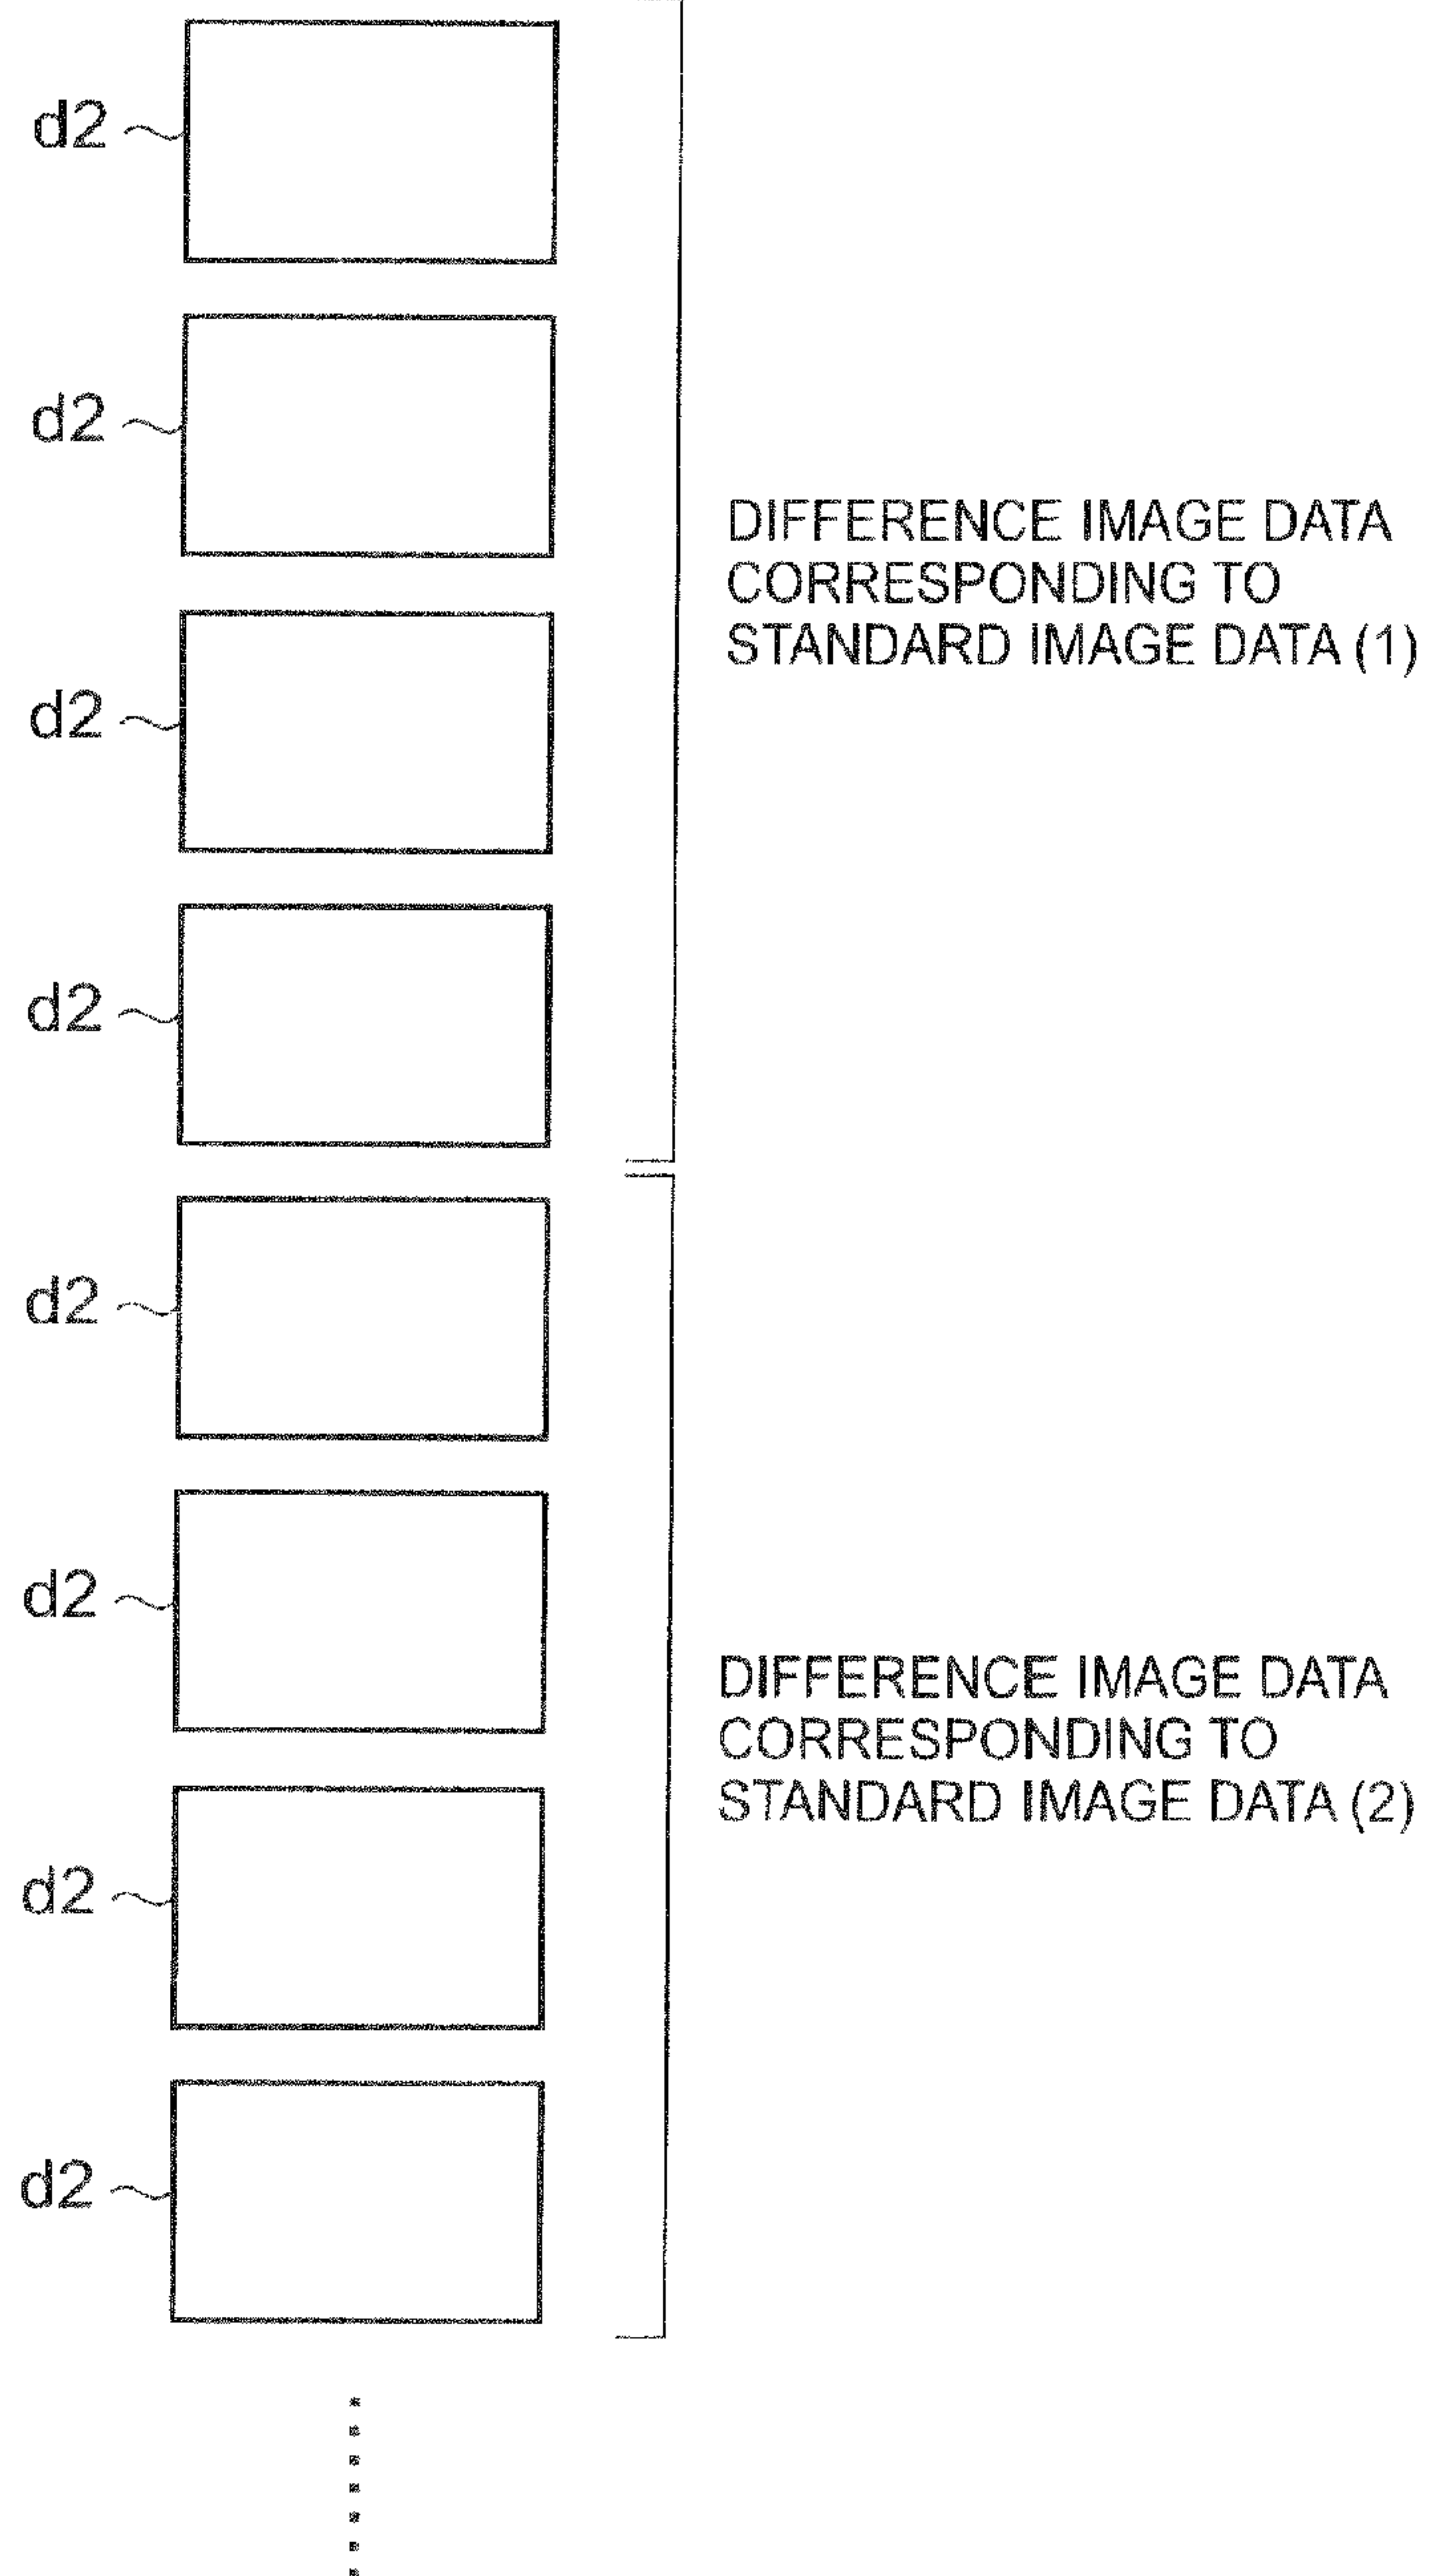 d2
d2
DIFFERENCE IMAGE DATA
CORRESPONDING TO
STANDARD IMAGE DATA (1)
d2
d2
d2
d2
DIFFERENCE IMAGE DATA
CORRESPONDING TO
STANDARD IMAGE DATA (2)
d2
d2